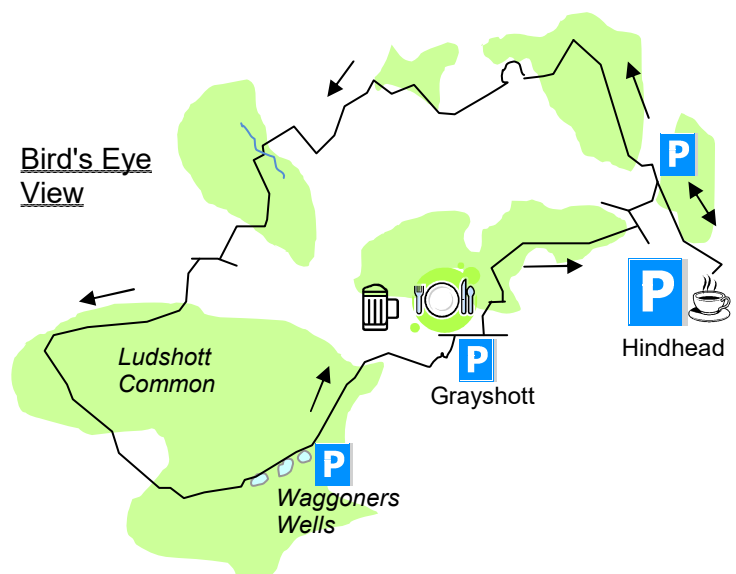 Bird's Eye
View
P
P
Hindhead
Ludshott
Common
P
Grayshott
P
Waggoners
Wells